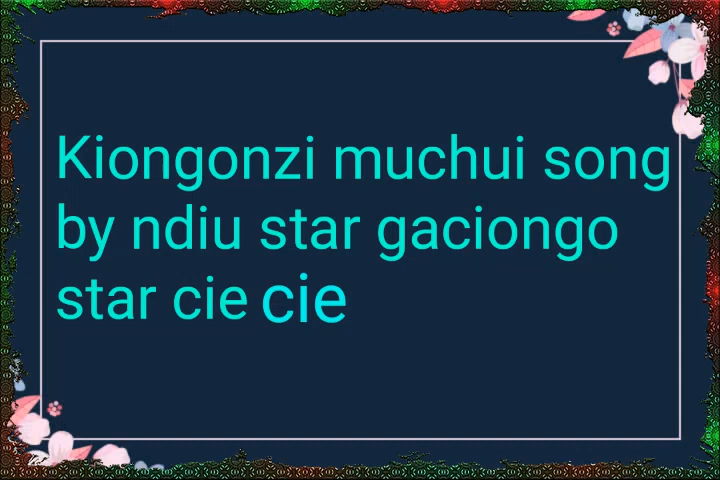 Kiongonzi muchui song
by ndiu star gaciongo
star cie cie